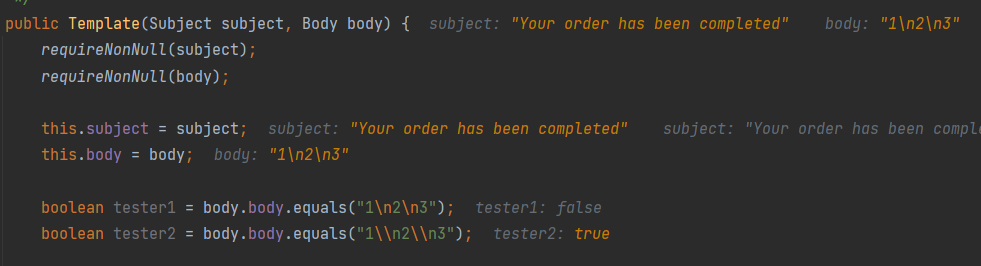 */
public Template(Subject subject, Body body) { subject: "Your order has been completed" body: "1\n2\n3"
requireNonNull(subject);
requireNonNull(body);
this.subject = subject; subject: "Your order has been completed" subject: "Your order has been
this.body = body; body: "1\n2\n3"
boolean tester1 = body.body.equals("1\n2\n3"); tester1: false
boolean tester2 = body.body.equals("1\\n2\\n3"); tester2: true